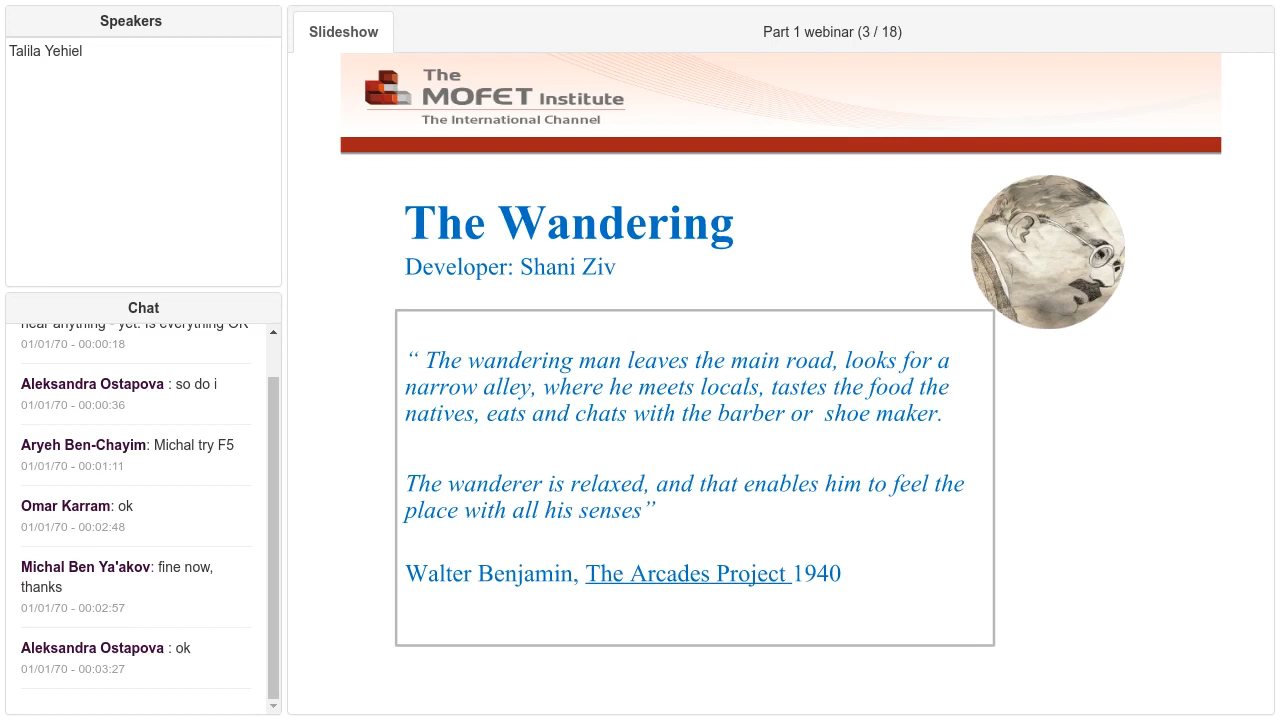 Speakers
Talila Yehiel
Chat
01/01/70 - 00:00:18
Aleksandra Ostapova : so do i
01/01/70 - 00:00:36
Aryeh Ben-Chayim: Michal try F5
01/01/70 - 00:01:11
Omar Karram: ok
01/01/70 - 00:02:48
Michal Ben Ya'akov: fine now,
thanks
01/01/70 - 00:02:57
Aleksandra Ostapova : ok
01/01/70 - 00:03:27
Slideshow
Part 1 webinar (3 / 18)
The
MOFET Institute
The International Channel
The Wandering
Developer: Shani Ziv
“ The wandering man leaves the main road, looks for a
narrow alley, where he meets locals, tastes the food the
natives, eats and chats with the barber or  shoe maker.
The wanderer is relaxed, and that enables him to feel the
place with all his senses”
Walter Benjamin, The Arcades Project 1940